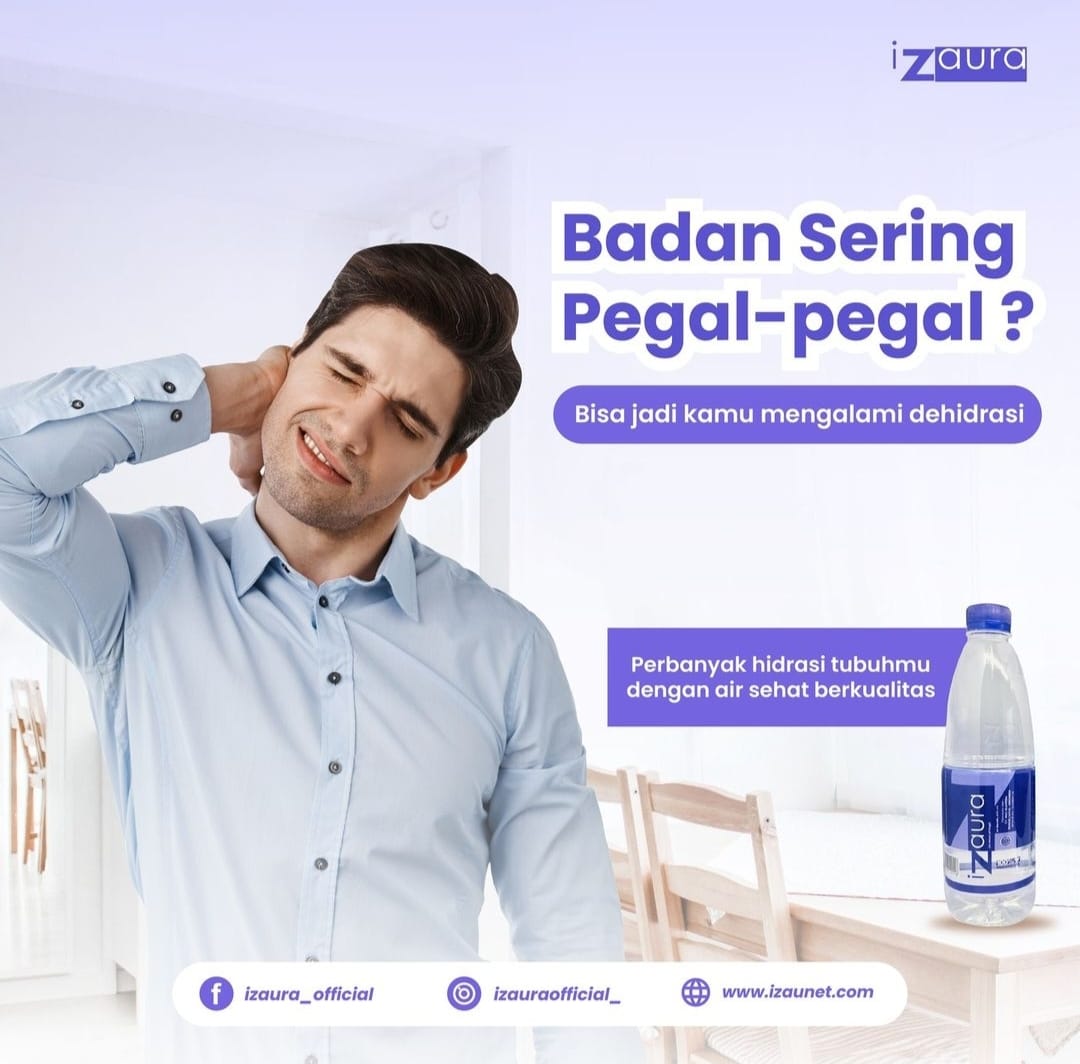 izaura
Badan Sering
Pegal-pegal ?
Bisa jadi kamu mengalami dehidrasi
Perbanyak hidrasi tubuhmu
dengan air sehat berkualitas
izaura
izaura_official
izauraofficial_
www.izaunet.com